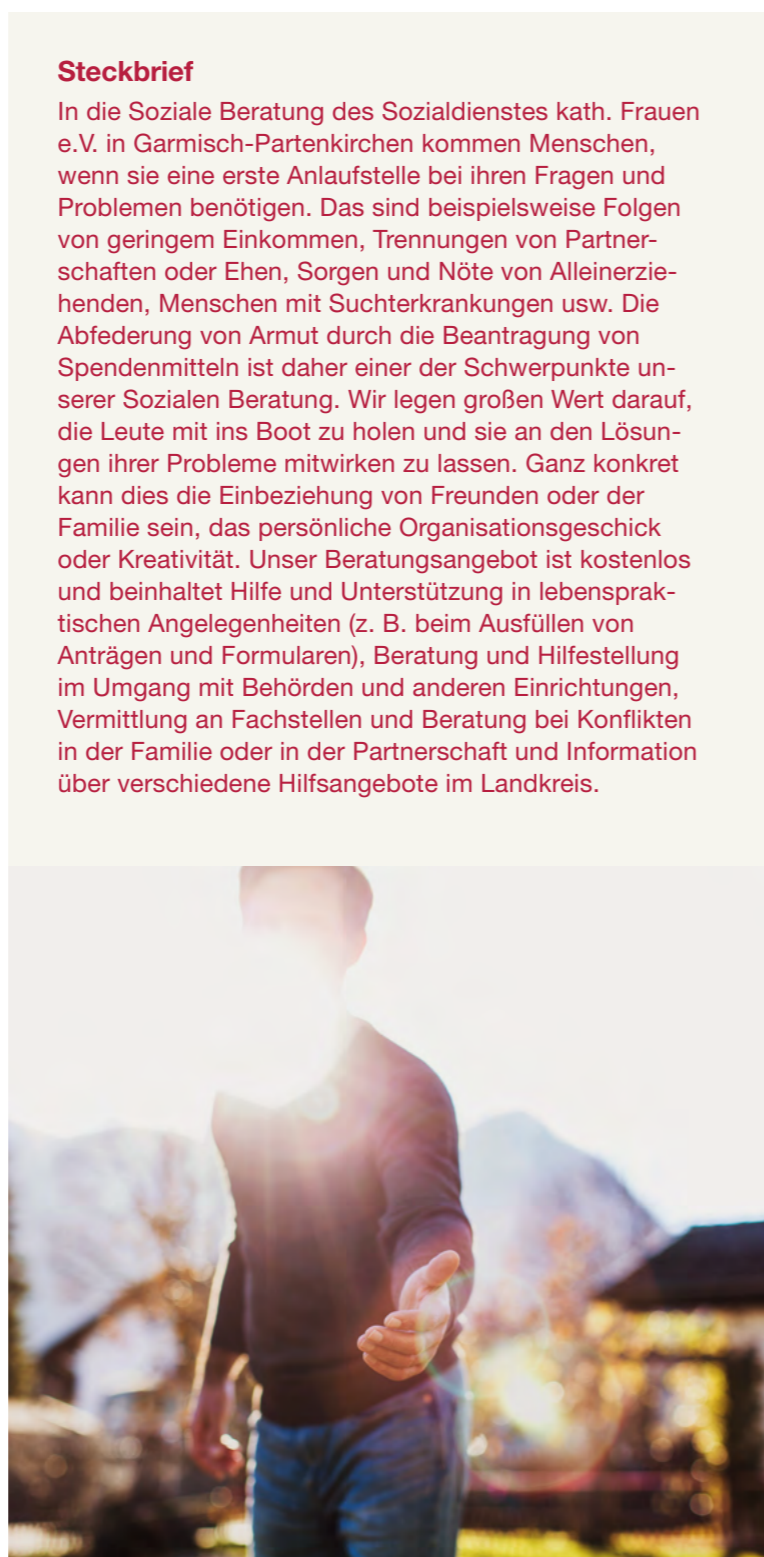 Steckbrief
In die Soziale Beratung des Sozialdienstes kath. Frauen
e.V. in Garmisch-Partenkirchen kommen Menschen,
wenn sie eine erste Anlaufstelle bei ihren Fragen und
Problemen benötigen. Das sind beispielsweise Folgen
von geringem Einkommen, Trennungen von Partner-
schaften oder Ehen, Sorgen und Nöte von Alleinerzie-
henden, Menschen mit Suchterkrankungen usw. Die
Abfederung von Armut durch die Beantragung von
Spendenmitteln ist daher einer der Schwerpunkte un-
serer Sozialen Beratung. Wir legen großen Wert darauf,
die Leute mit ins Boot zu holen und sie an den Lösun-
gen ihrer Probleme mitwirken zu lassen. Ganz konkret
kann dies die Einbeziehung von Freunden oder der
Familie sein, das persönliche Organisationsgeschick
oder Kreativität. Unser Beratungsangebot ist kostenlos
und beinhaltet Hilfe und Unterstützung in lebensprak-
tischen Angelegenheiten (z. B. beim Ausfüllen von
Anträgen und Formularen), Beratung und Hilfestellung
im Umgang mit Behörden und anderen Einrichtungen,
Vermittlung an Fachstellen und Beratung bei Konflikten
in der Familie oder in der Partnerschaft und Information
über verschiedene Hilfsangebote im Landkreis.